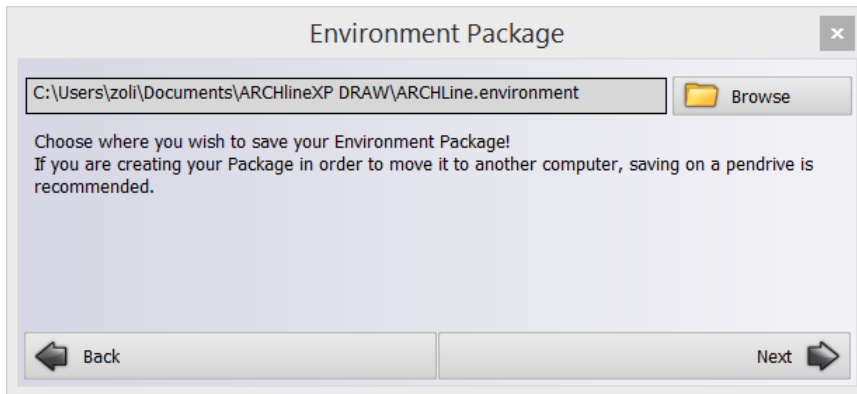 Environment Package
x
C:\Users\zoli\Documents\ARCHlineXP DRAW\ARCHLine.environment
Browse
Choose where you wish to save your Environment Package!
If you are creating your Package in order to move it to another computer, saving on a pendrive is
recommended.
Back
Next